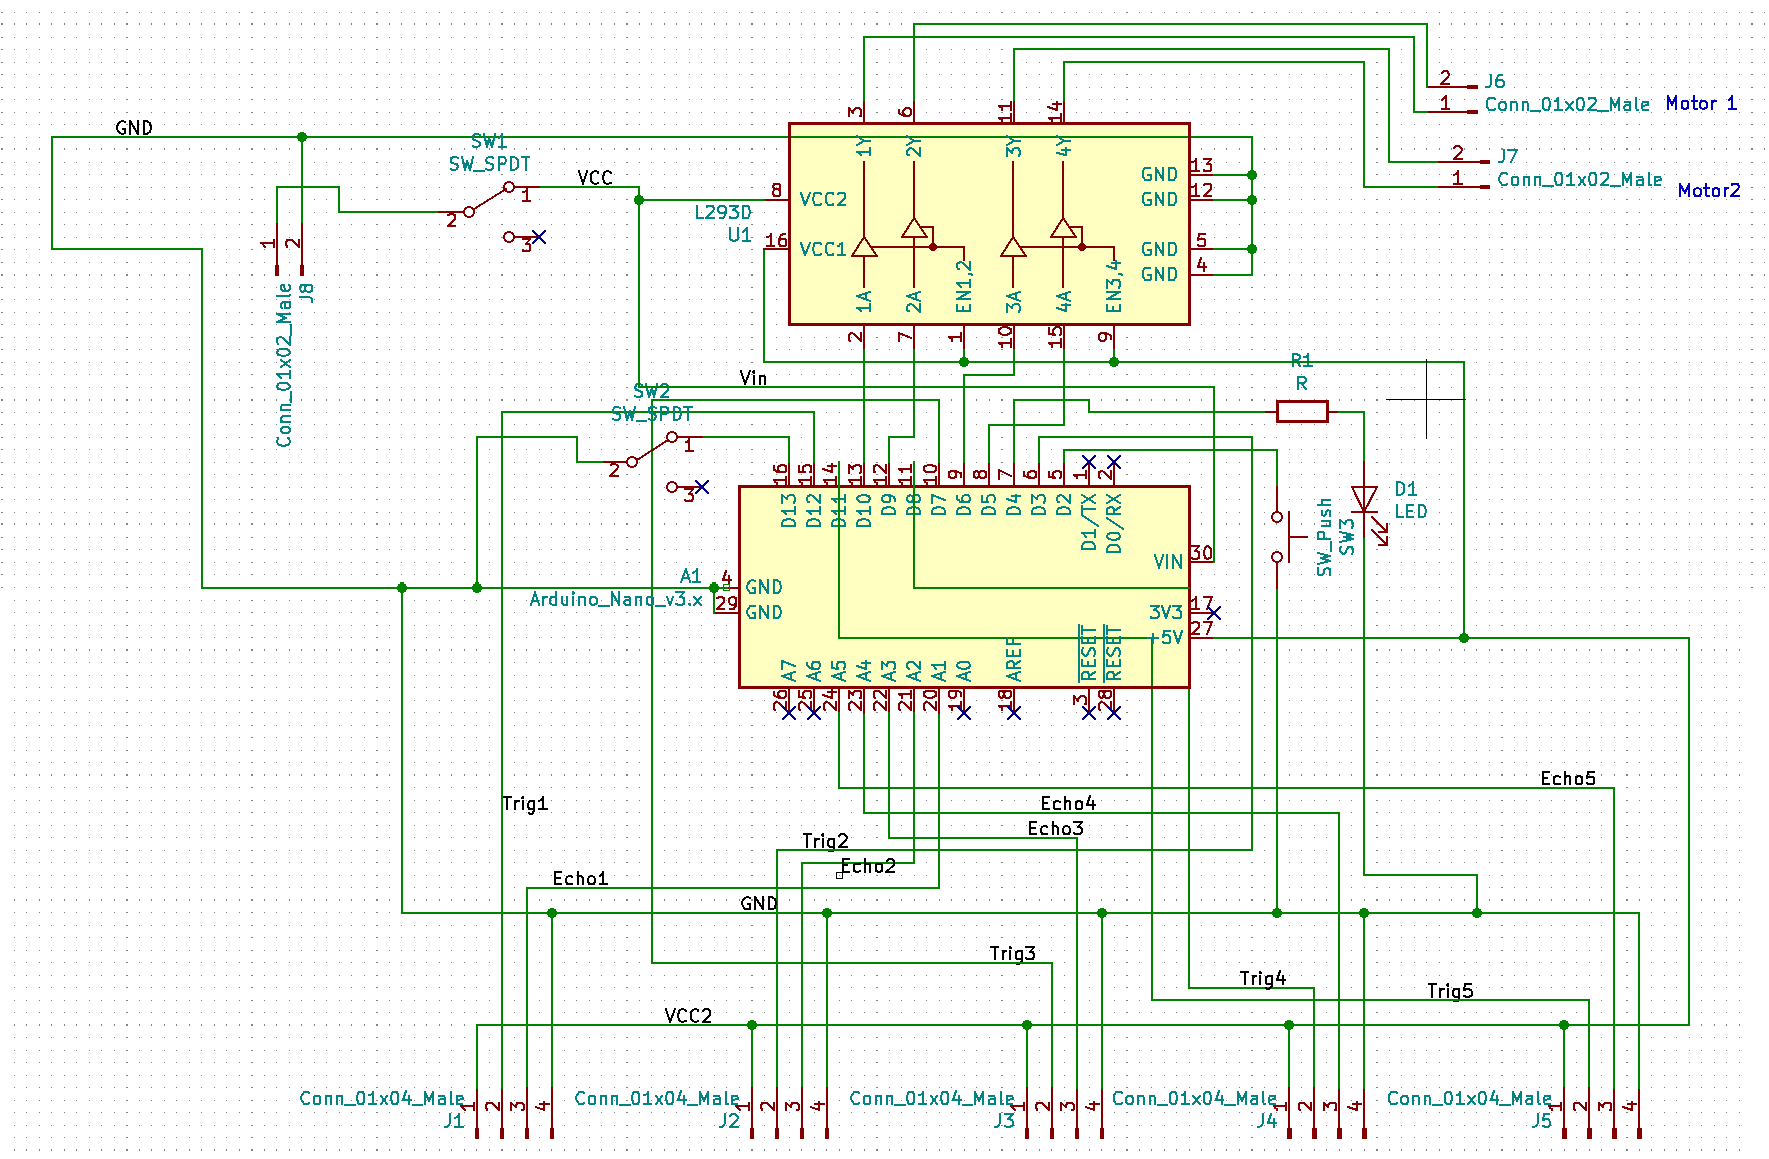 2
J6
1
Conn_01x02_Male
Motor 1
2
J7
1
Conn_01x02_Male
Motor2
3
6
11
14
1Y
2Y
3Y
4Y
GND
SW1
SW_SPDT
VCC
1
2
3
8
VCC2
L293D
U1
16
VCC1
13
GND
12
GND
5
GND
4
GND
1A
2A
EN1,2
3A
4A
EN3,4
2
7
1
10
15
9
1
2
J8
Conn_01x02_Male
Vin
R1
R
SW2
SW_SPDT
1
2
3
16
15
14
13
12
11
10
9
8
7
6
5
1
2
D13
D12
D11
D10
D9
D8
D7
D6
D5
D4
D3
D2
D1/TX
D0/RX
D1
LED
SW_Push
SW3
VIN
30
A1
Arduino_Nano_v3.x
4
GND
29
GND
3V3
17
+5V
27
A7
A6
A5
A4
A3
A2
A1
A0
AREF
RESET
RESET
26
25
24
23
22
21
20
19
18
3
28
Echo5
Trig1
Echo4
Echo3
Trig2
Echo2
Echo1
GND
Trig3
Trig4
Trig5
VCC2
Conn_01x04_Male
J1
1
2
3
4
Conn_01x04_Male
J2
1
2
3
4
Conn_01x04_Male
J3
1
2
3
4
Conn_01x04_Male
J4
1
2
3
4
Conn_01x04_Male
J5
1
2
3
4